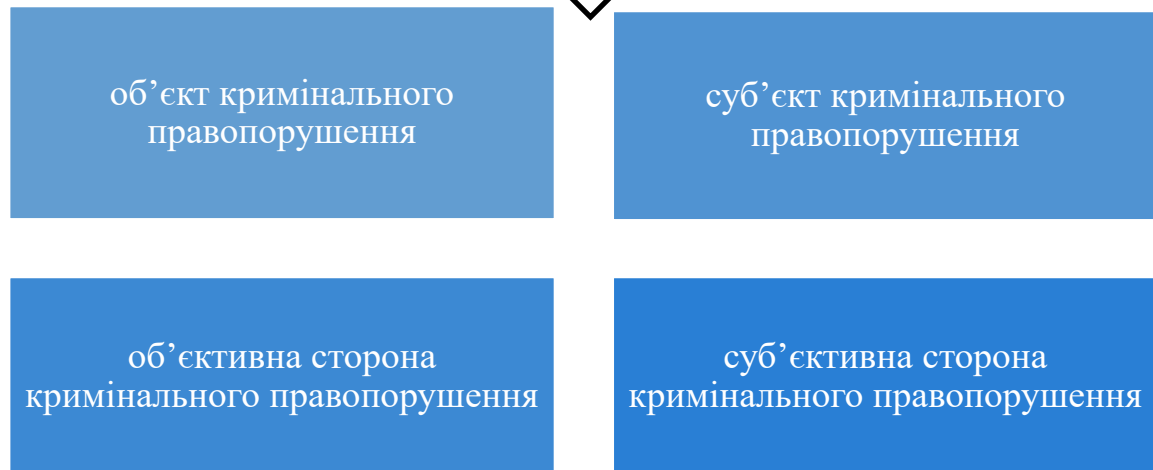 об’єкт кримінального
правопорушення
суб’єкт кримінального
правопорушення
об’єктивна сторона
кримінального правопорушення
суб’єктивна сторона
кримінального правопорушення